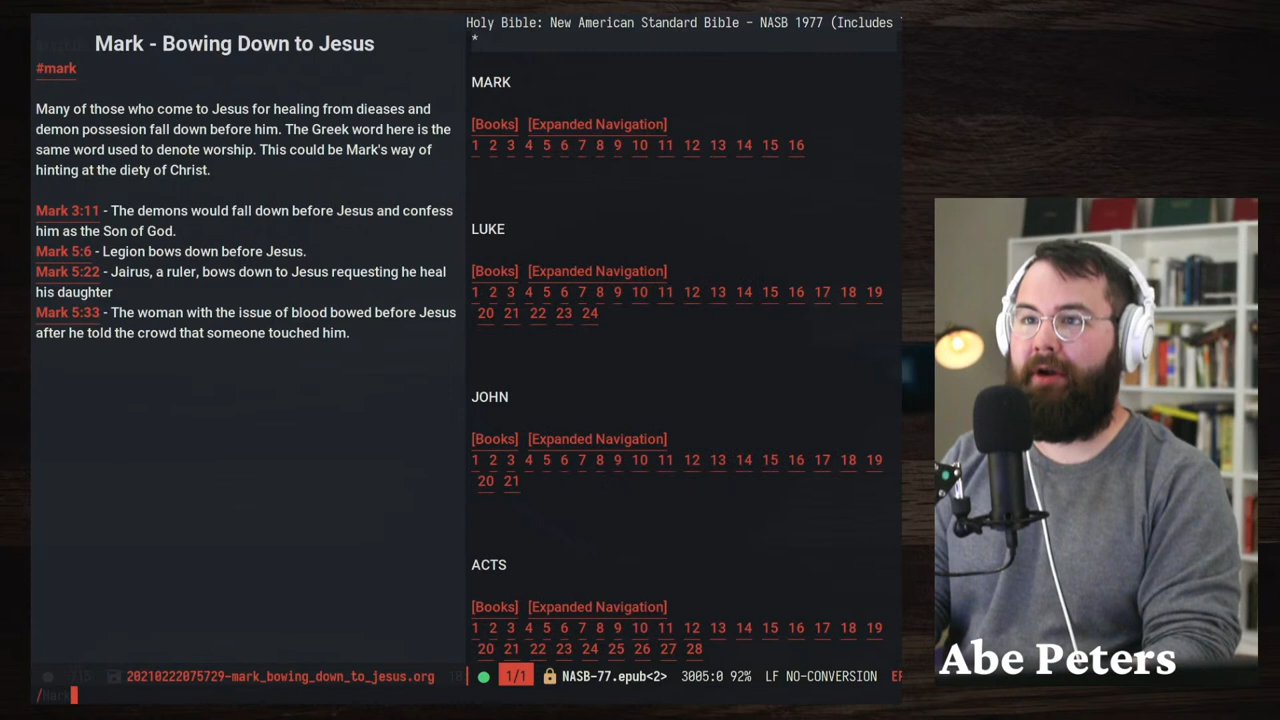 Mark - Bowing Down to Jesus
#mark
Many of those who come to Jesus for healing from dieases and
demon possesion fall down before him. The Greek word here is the
same word used to denote worship. This could be Mark's way of
hinting at the diety of Christ.
Mark 3:11 - The demons would fall down before Jesus and confess
him as the Son of God.
Mark 5:6 - Legion bows down before Jesus.
Mark 5:22 - Jairus, a ruler, bows down to Jesus requesting he heal
his daughter
Mark 5:33 - The woman with the issue of blood bowed before Jesus
after he told the crowd that someone touched him.
20210222075729-mark_bowing_down_to_jesus.org
/Mark
Holy Bible: New American Standard Bible - NASB 1977 (Includes
*
MARK
[Books] [Expanded Navigation]
1 2 3 4 5 6 7 8 9 10 11 12 13 14 15 16
LUKE
[Books] [Expanded Navigation]
1 2 3 4 5 6 7 8 9 10 11 12 13 14 15 16 17 18 19
20 21 22 23 24
JOHN
[Books] [Expanded Navigation]
1 2 3 4 5 6 7 8 9 10 11 12 13 14 15 16 17 18 19
20 21
ACTS
[Books] [Expanded Navigation]
1 2 3 4 5 6 7 8 9 10 11 12 13 14 15 16 17 18 19
20 21 22 23 24 25 26 27 28
1/1 NASB-77.epub<2> 3005:0 92% LF NO-CONVERSION
Abe Peters